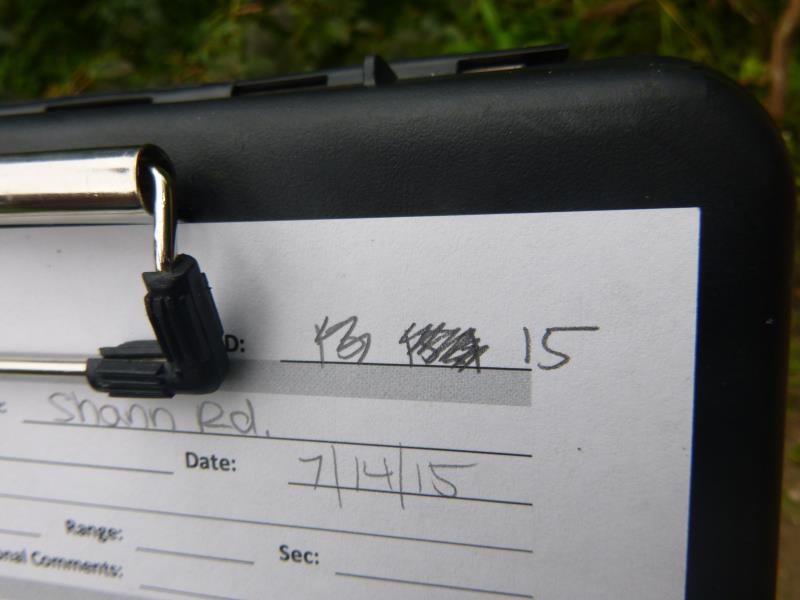 D: 15
Shann Rd.
Date: 7/14/15
Range: Sec:
onal Comments: